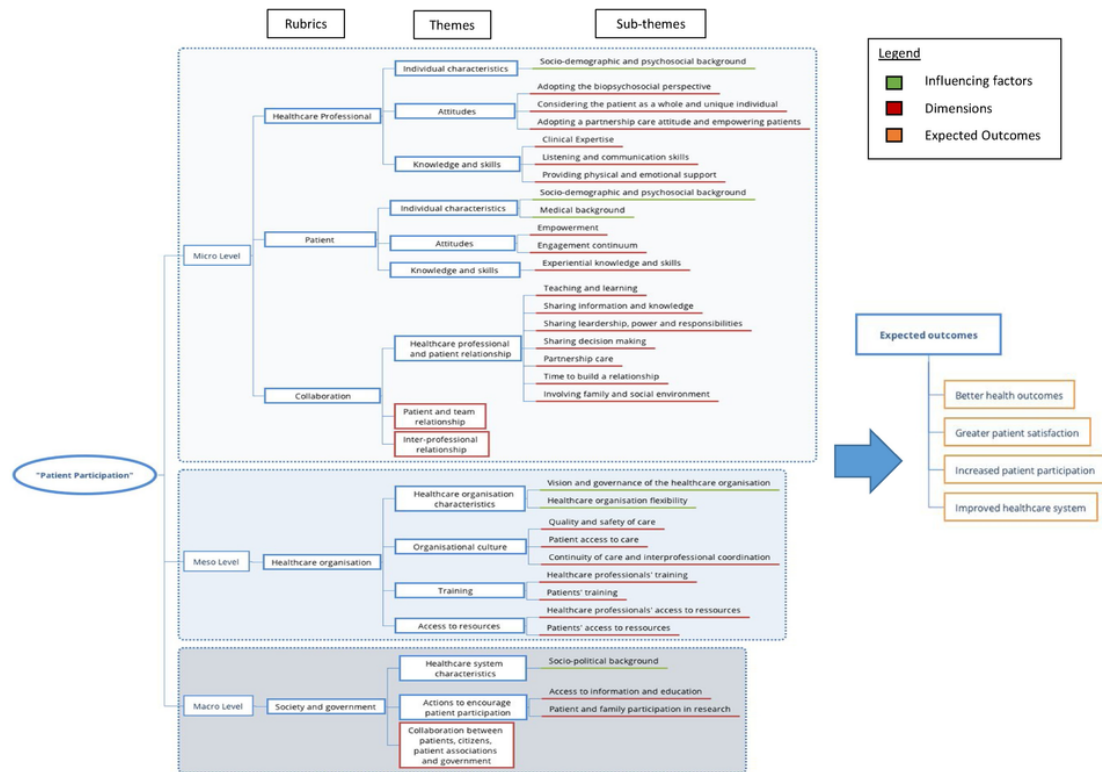 Rubrics
Themes
Sub-themes
Legend
Influencing factors
Dimensions
Expected Outcomes
"Patient Participation"
Micro Level
Healthcare Professional
Individual characteristics
Socio-demographic and psychosocial background
Attitudes
Adopting the biopsychosocial perspective
Considering the patient as a whole and unique individual
Adopting a partnership care attitude and empowering patients
Knowledge and skills
Clinical Expertise
Listening and communication skills
Providing physical and emotional support
Patient
Individual characteristics
Socio-demographic and psychosocial background
Medical background
Attitudes
Empowerment
Engagement continuum
Knowledge and skills
Experiential knowledge and skills
Collaboration
Healthcare professional
and patient relationship
Teaching and learning
Sharing information and knowledge
Sharing leardership, power and responsibilities
Sharing decision making
Partnership care
Time to build a relationship
Involving family and social environment
Patient and team
relationship
Inter-professional
relationship
Meso Level
Healthcare organisation
Healthcare organisation
characteristics
Vision and governance of the healthcare organisation
Healthcare organisation flexibility
Organisational culture
Quality and safety of care
Patient access to care
Continuity of care and interprofessional coordination
Training
Healthcare professionals' training
Patients' training
Access to resources
Healthcare professionals' access to ressources
Patients' access to ressources
Macro Level
Society and government
Healthcare system
characteristics
Socio-political background
Actions to encourage
patient participation
Access to information and education
Patient and family participation in research
Collaboration between
patients, citizens,
patient associations
and government
Expected outcomes
Better health outcomes
Greater patient satisfaction
Increased patient participation
Improved healthcare system